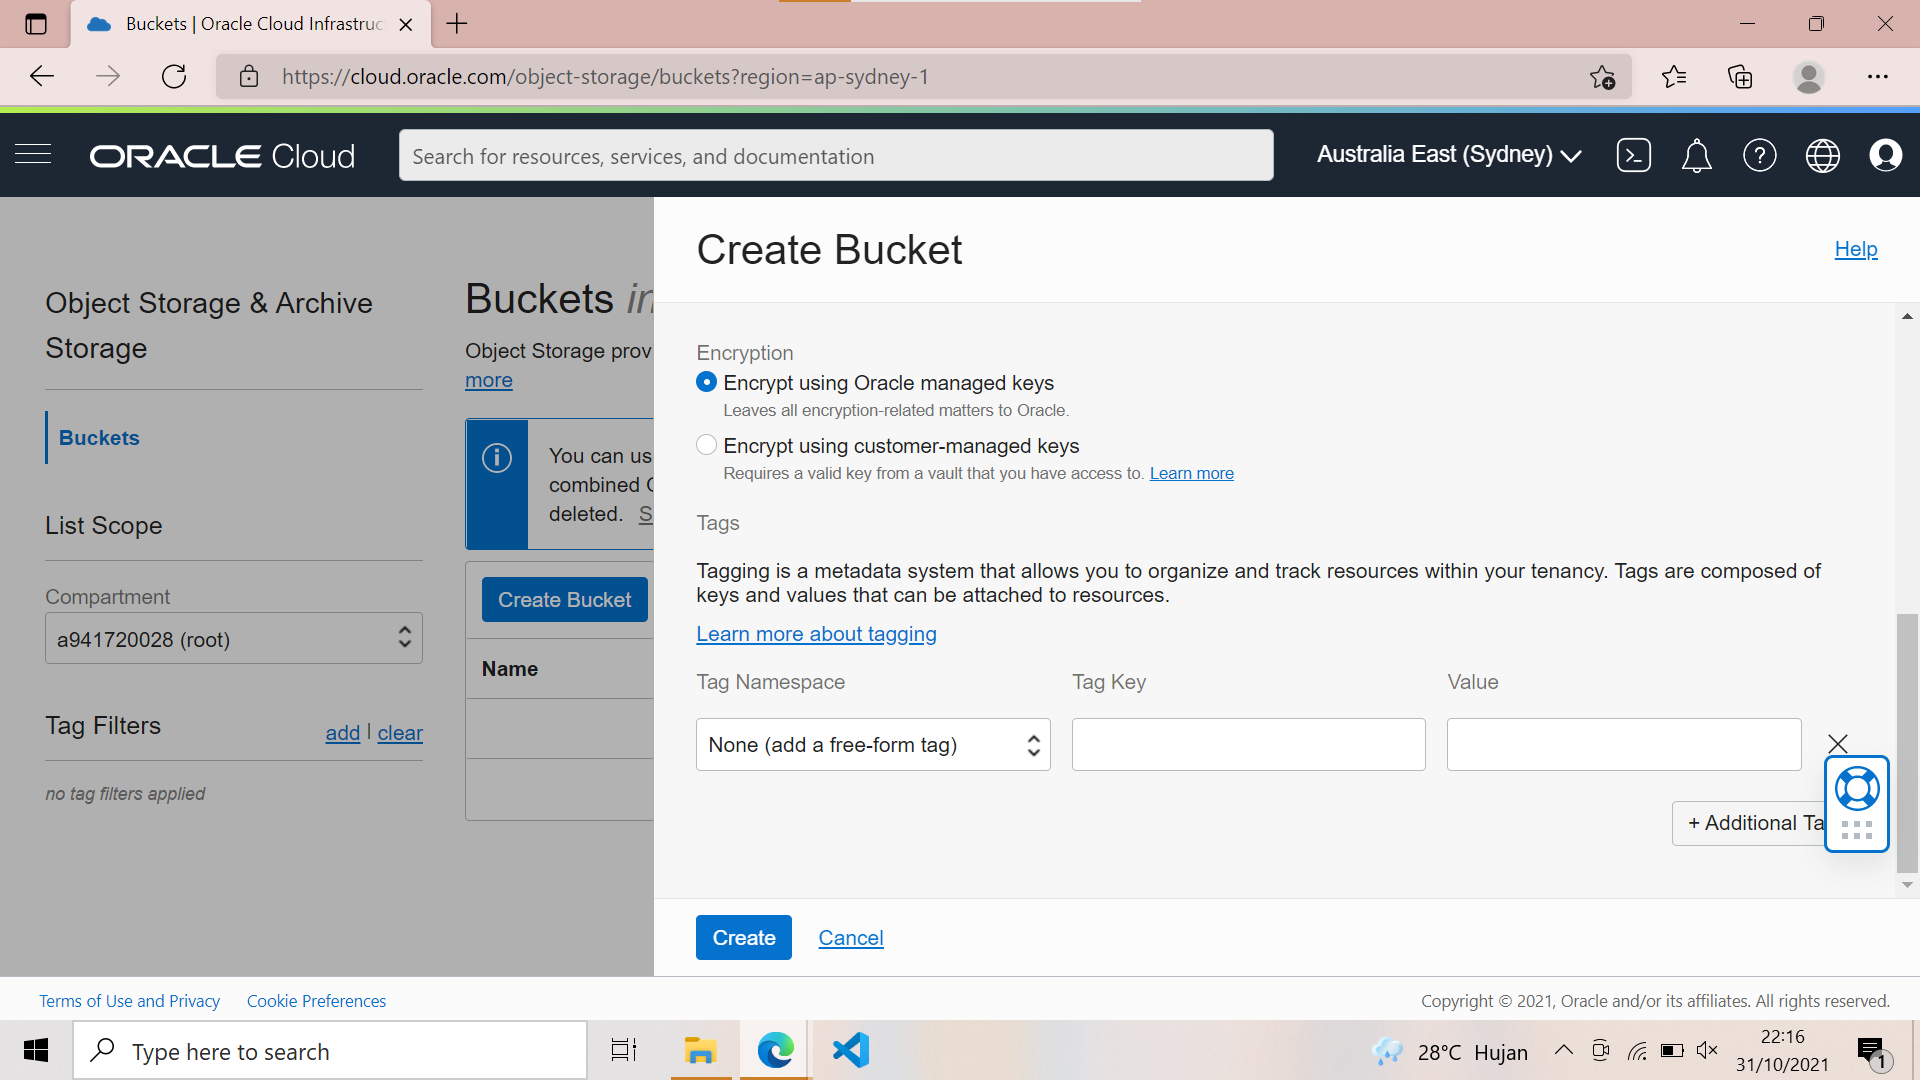 Buckets | Oracle Cloud Infrastruc
https://cloud.oracle.com/object-storage/buckets?region=ap-sydney-1
ORACLE Cloud
Search for resources, services, and documentation
Australia East (Sydney)
Object Storage & Archive
Storage
Buckets
List Scope
Compartment
a941720028 (root)
Tag Filters
add | clear
no tag filters applied
Buckets in
Object Storage prov
more
You can us
combined
deleted. S
Create Bucket
Name
Create Bucket
Help
Encryption
Encrypt using Oracle managed keys
Leaves all encryption-related matters to Oracle.
Encrypt using customer-managed keys
Requires a valid key from a vault that you have access to. Learn more
Tags
Tagging is a metadata system that allows you to organize and track resources within your tenancy. Tags are composed of
keys and values that can be attached to resources.
Learn more about tagging
Tag Namespace Tag Key Value
None (add a free-form tag)
+ Additional Ta
Create Cancel
Terms of Use and Privacy Cookie Preferences
Copyright © 2021, Oracle and/or its affiliates. All rights reserved.
Type here to search
28°C Hujan
22:16
31/10/2021
1